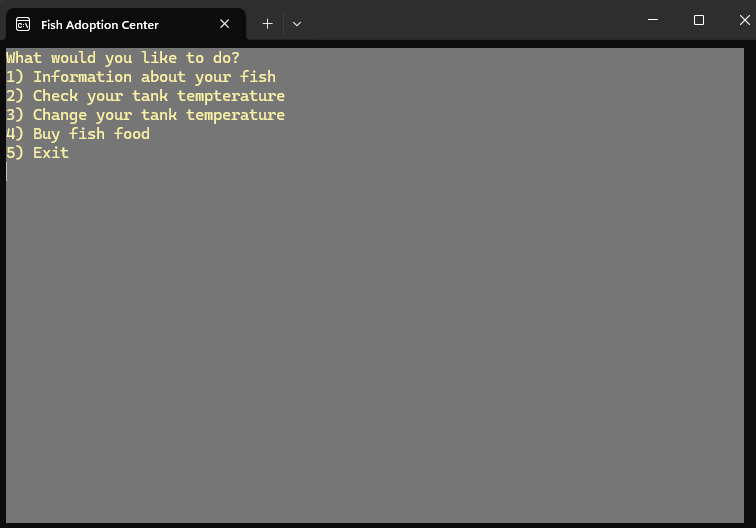 Fish Adoption Center
What would you like to do?
1) Information about your fish
2) Check your tank tempterature
3) Change your tank temperature
4) Buy fish food
5) Exit